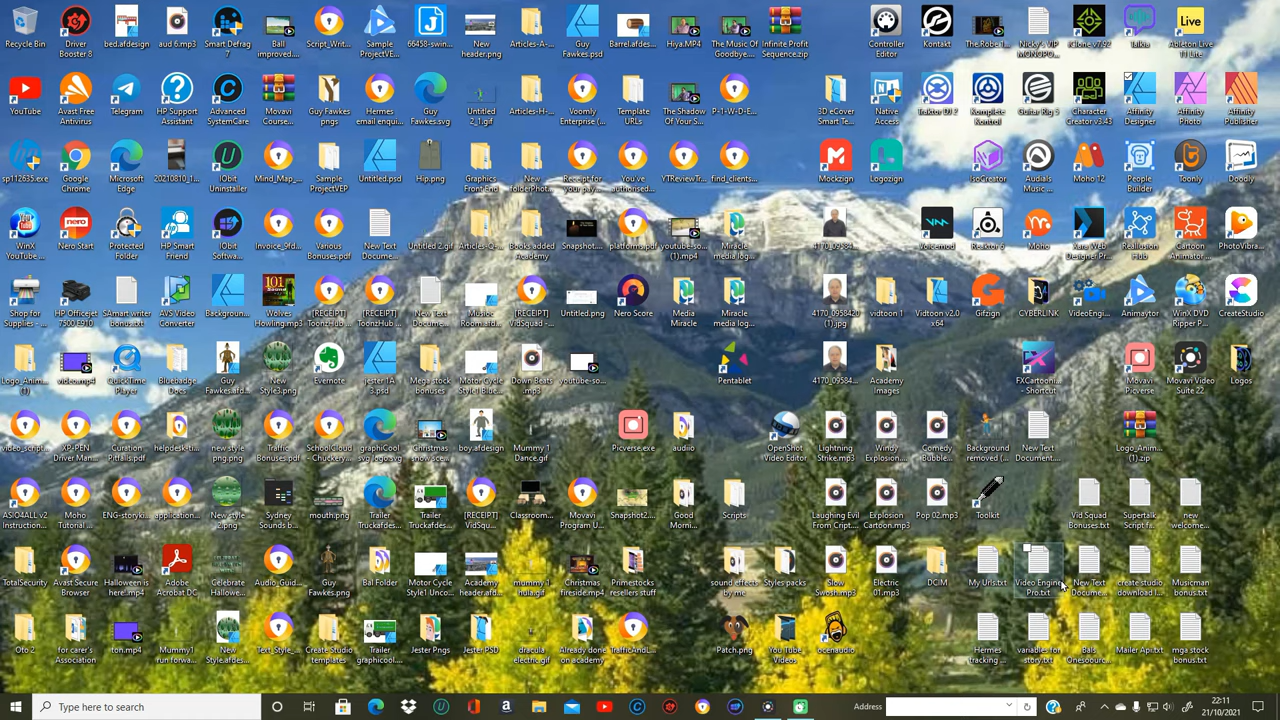 Recycle Bin
Driver Booster 8
bed.afdesign
aud 6.mp3
Smart Defrag 7
Ball improved....
Script_Writ...
Sample ProjectVE...
66458-swin...
New header.png
Articles-A-...
Guy Fawkes.psd
Barrel.afdes...
Hiya.MP4
The Music Of Goodbye....
Infinite Profit Sequence.zip
Controller Editor
Kontakt
The Robe 1...
Nicky's VIP MONOPO...
iClone v7.92
Talkia
Live
Ableton Live 11 Lite
YouTube
Avast Free Antivirus
Telegram
HP Support Assistant
Advanced SystemCare
Movavi Course...
Guy Fawkes pngs
Hermes email enqui...
Guy Fawkes.svg
Untitled 2_1.gif
Articles-H-...
Voomly Enterprise (...
Template URLs
The Shadow Of Your S...
P-1-W-D-E...
3D eCover Smart Te...
Native Access
Traktor DJ 2
Komplete Kontrol
Guitar Rig 5
Character Creator v3.43
Affinity Designer
Affinity Photo
Affinity Publisher
sp112635.exe
Google Chrome
Microsoft Edge
20210810_1...
IObit Uninstaller
Mind_Map_...
Sample ProjectVEP
Untitled.psd
Hip.png
Graphics Front End
New folderPhot...
Receipt for your pay...
You've authorised...
YTReviewTr...
find_clients...
Mockzign
Logozign
IsoCreator
Audials Music ...
Moho 12
People Builder
Toonly
Doodly
WinX YouTube...
Nero Start
Protected Folder
HP Smart Friend
IObit Softwa...
Invoice_9fd...
Various Bonuses.pdf
New Text Docume...
Untitled 2.gif
Articles-Q-...
Books added Academy
Snapshot....
platforms.pdf
youtube-so... (1).mp4
Miracle media log...
4170_09584...
Voicemod
Reaktor 6
Moho
Xara Web Designer Pr...
Reallusion Hub
Cartoon Animator ...
PhotoVibra...
Shop for Supplies - ...
HP Officejet 7500 E910
SAmart writer bonus.txt
AVS Video Converter
Backgroun...
Wolves Howling.mp3
[RECEIPT] ToonzHub ...
[RECEIPT] ToonzHub ...
New Text Docum...
Music Room.afd...
[RECEIPT] VidSquad -...
Untitled.png
Nero Score
Media Miracle
Miracle media log...
4170_0958420 (1).jpg
vidtoon 1
Vidtoon v2.0 x64
Gifzign
CYBERLINK
VideoEngi...
Animaytor
WinX DVD Ripper P...
CreateStudio
Logo_Anim... (1)
video.mp4
QuickTime Player
Bluebadge Dec
Guy Fawkes.afd...
New Style3.png
Evernote
jester 1A 3.psd
Mega stock bonuses
Motor Cycle Style1 Blue...
Down Beats .mp3
youtube-so...
Pentablet
4170_09584...
Academy Images
FXCartooni... - Shortcut
Movavi Picverse
Movavi Video Suite 22
Logos
video_script...
XP-PEN Driver Man...
Curation Pitfalls.pdf
helpdesk-ti...
new style png.png
Traffic Bonuses.pdf
SchoolCloud - Chucker...
graphiCool svg logo.svg
Christmas snow sce...
boy.afdesign
Mummy 1 Dance.gif
Picverse.exe
audiio
OpenShot Video Editor
Lightning Strike.mp3
Windy Explosion....
Comedy Bubble...
Background removed (...
New Text Document....
Logo_Anim... (1).zip
ASIO4ALL v2 Instruction...
Moho Tutorial ...
ENG-storyki...
application...
New style 2.png
Sydney Sounds b...
mouth.png
Trailer Truckafdes...
Trailer Truckafdes...
[RECEIPT] VidSqu...
Classroom...
Movavi Program U...
Snapshot2....
Good Morni...
Scripts
Laughing Evil From Cript....
Explosion Cartoon.mp3
Pop 02.mp3
Toolkit
Vid Squad Bonuses.txt
Supertalk Script f...
new welcome...
TotalSecurity
Avast Secure Browser
Halloween is here..mp4
Adobe Acrobat DC
Celebrate Hallowe...
Audio-Guid...
Guy Fawkes.png
Bal Folder
Motor Cycle Style1 Unco...
Academy header.afd...
mummy 1 hula.gif
Christmas fireside.mp4
Primestocks resellers stuff
sound effects by me
Styles packs
Slow Swosh.mp3
Electric 01.mp3
DCIM
My Urls.txt
Video Engine Pro.txt
New Text Docume...
create studio download l...
Musicman bonus.txt
Oto 2
for carer's Association
ton.mp4
Mummy1 run forwa...
New Style.afdes...
Text_Style_...
Create Studio templates
Trailer graphicool....
Jester Pngs
Jester PSD
dracula electric.gif
Already done on academy
TrafficAndL...
Patch.png
You Tube Videos
ocenaudio
Hermes tracking ...
variables for story.txt
Bals Onesourc...
Mailer Api.txt
mga stock bonus.txt
Type here to search
Address
22:11
21/10/2021